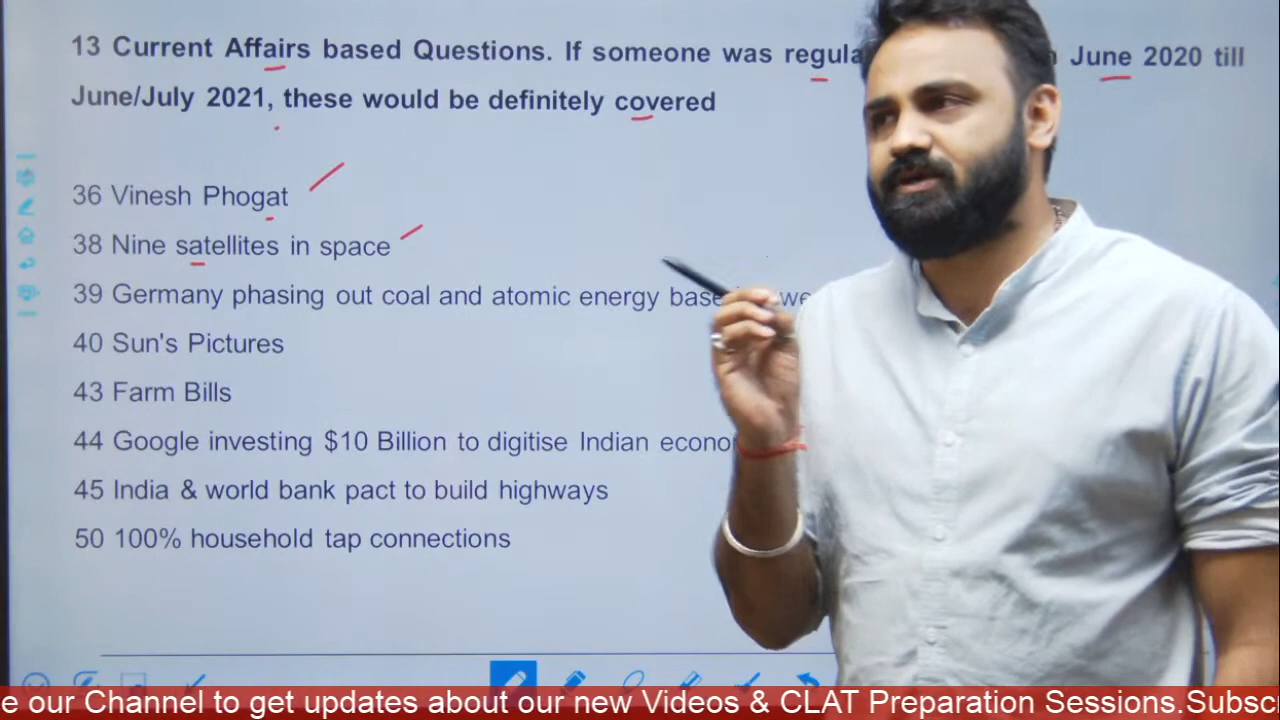 13 Current Affairs based Questions. If someone was regula June 2020 till
June/July 2021, these would be definitely covered
36 Vinesh Phogat
38 Nine satellites in space
39 Germany phasing out coal and atomic energy base
40 Sun's Pictures
43 Farm Bills
44 Google investing $10 Billion to digitise Indian econo
45 India & world bank pact to build highways
50 100% household tap connections
e our Channel to get updates about our new Videos & CLAT Preparation Sessions.Subsc